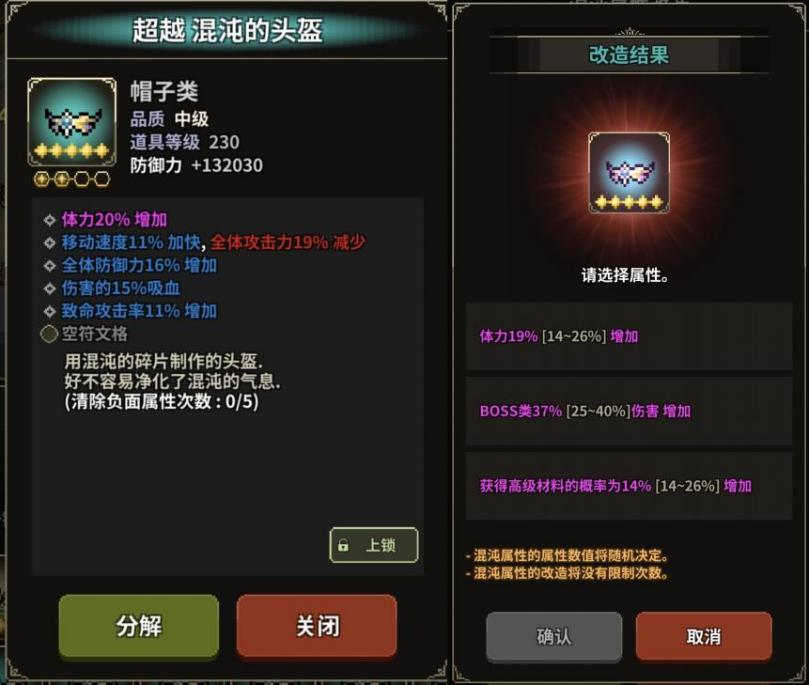 超越 混沌的头盔
帽子类
品质 中级
道具等级 230
防御力 +132030
体力20% 增加
移动速度11% 加快, 全体攻击力19% 减少
全体防御力16% 增加
伤害的15%吸血
致命攻击率11% 增加
空符文格
用混沌的碎片制作的头盔.
好不容易净化了混沌的气息.
(清除负面属性次数 : 0/5)
上锁
分解
关闭
改造结果
请选择属性。
体力19% [14~26%] 增加
BOSS类37% [25~40%]伤害 增加
获得高级材料的概率为14% [14~26%] 增加
- 混沌属性的属性数值将随机决定。
- 混沌属性的改造将没有限制次数。
确认
取消